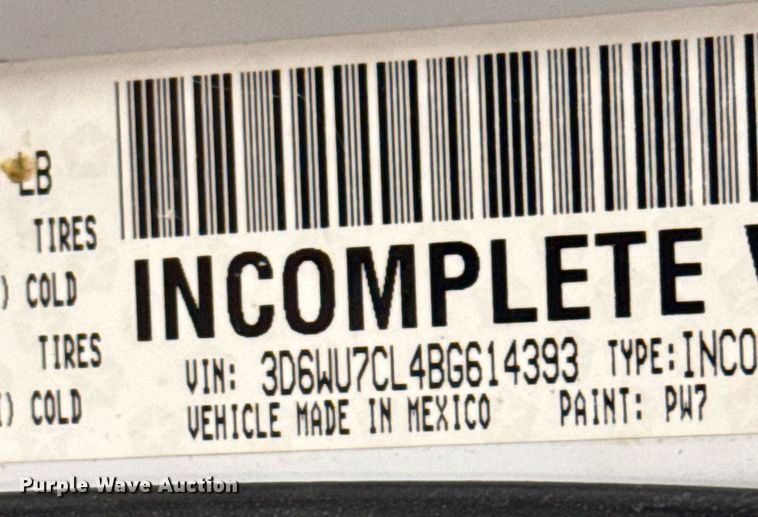 LB
TIRES
) COLD
TIRES
) COLD
INCOMPLETE
VIN: 3D6WU7CL4BG614393 TYPE: INCO
VEHICLE MADE IN MEXICO PAINT: PW7
Purple Wave Auction